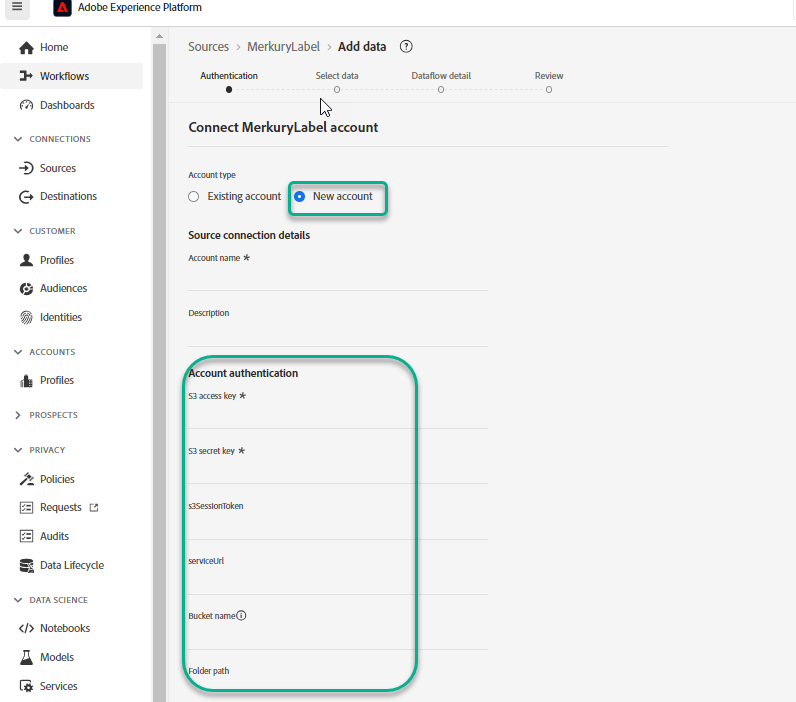 Adobe Experience Platform
Home
Workflows
Dashboards
CONNECTIONS
Sources
Destinations
CUSTOMER
Profiles
Audiences
Identities
ACCOUNTS
Profiles
PROSPECTS
PRIVACY
Policies
Requests
Audits
Data Lifecycle
DATA SCIENCE
Notebooks
Models
Services
Sources > MerkuryLabel > Add data ?
Authentication Select data Dataflow detail Review
Connect MerkuryLabel account
Account type
Existing account New account
Source connection details
Account name *
Description
Account authentication
S3 access key *
S3 secret key *
s3SessionToken
serviceUrl
Bucket name
Folder path